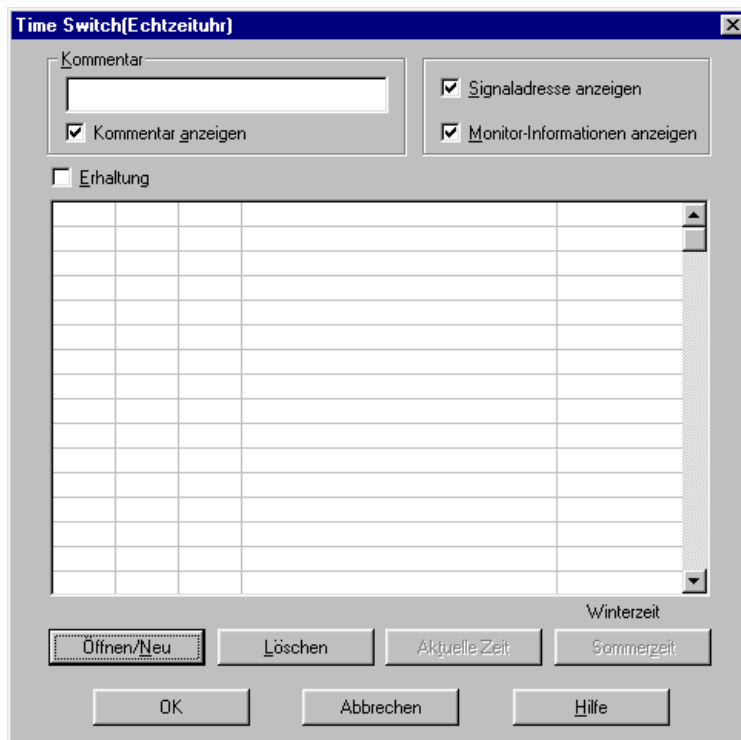 Time Switch(Echtzeituhr)
Kommentar
Signaladresse anzeigen
Kommentar anzeigen
Monitor-Informationen anzeigen
Erhaltung
Winterzeit
Öffnen/Neu
Löschen
Aktuelle Zeit
Sommerzeit
OK
Abbrechen
Hilfe